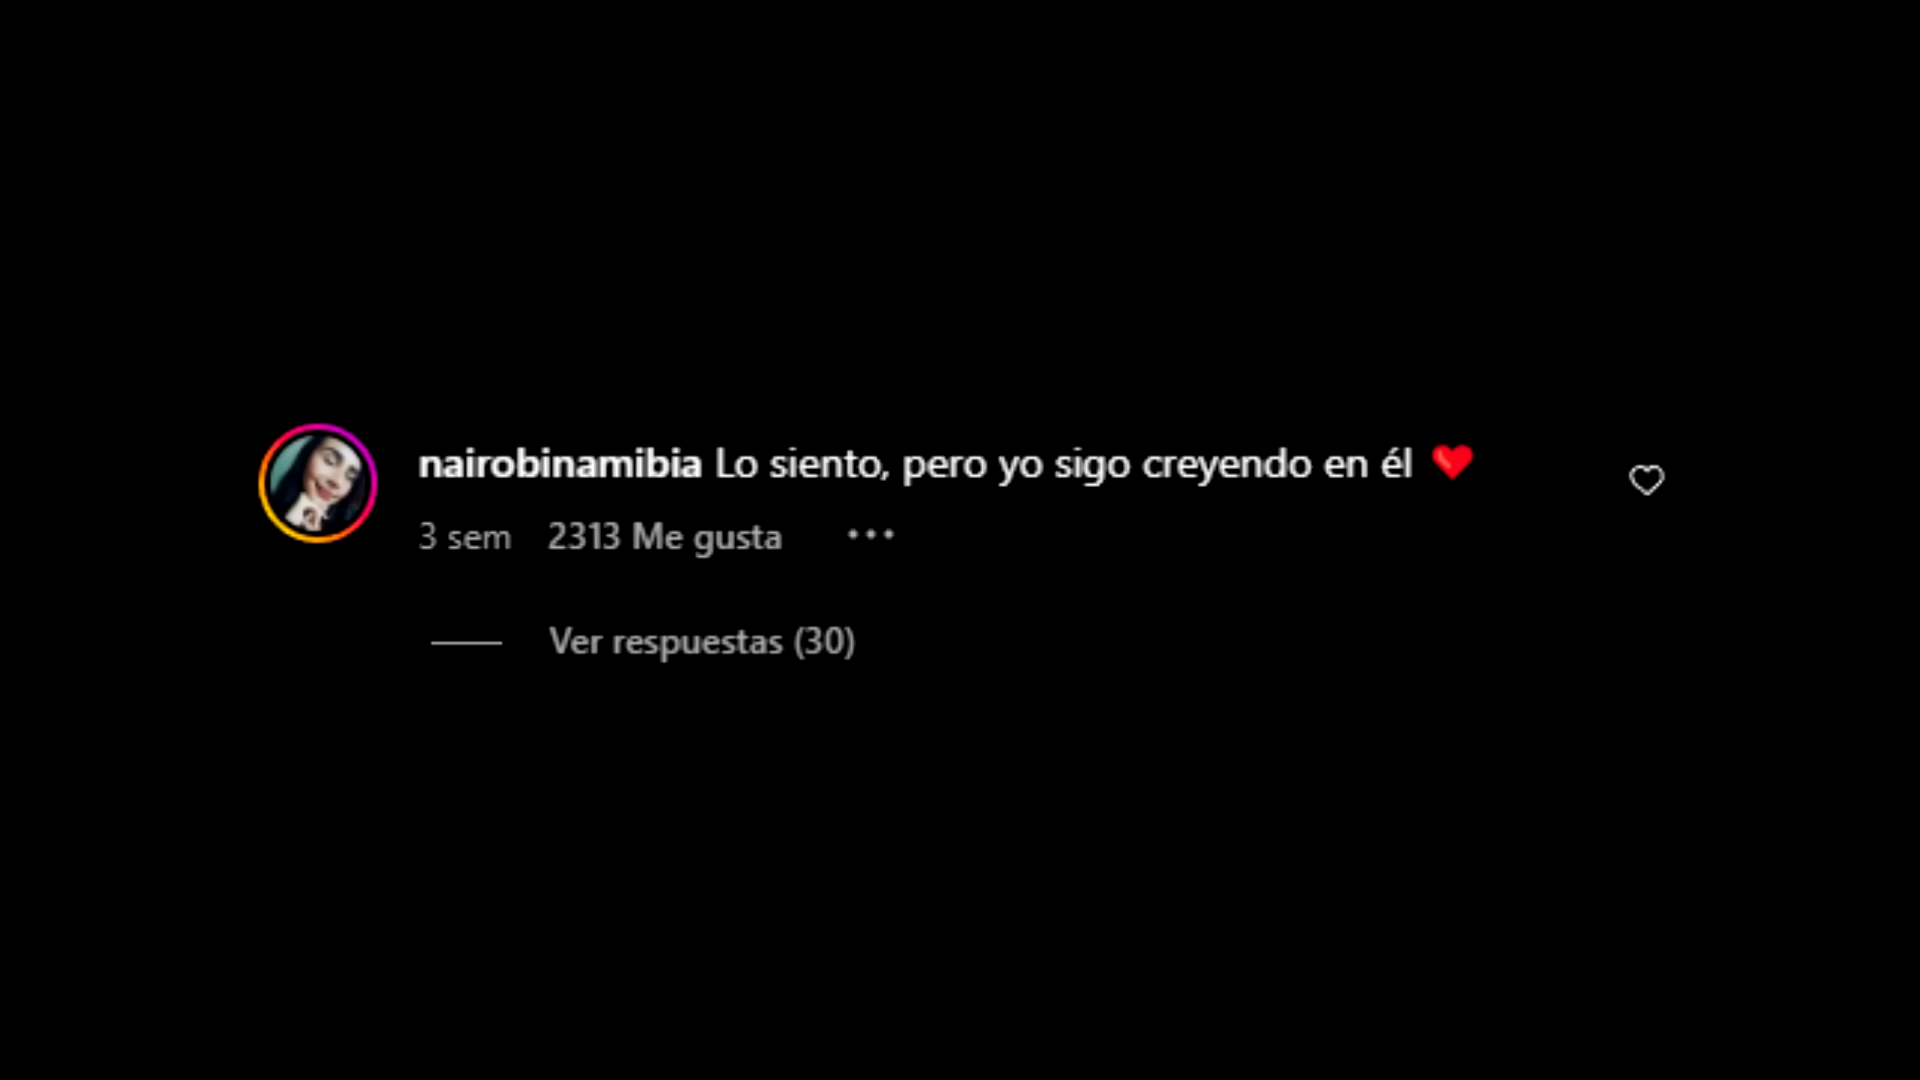 nairobinamibia Lo siento, pero yo sigo creyendo en él ❤️
3 sem 2313 Me gusta ...
Ver respuestas (30)